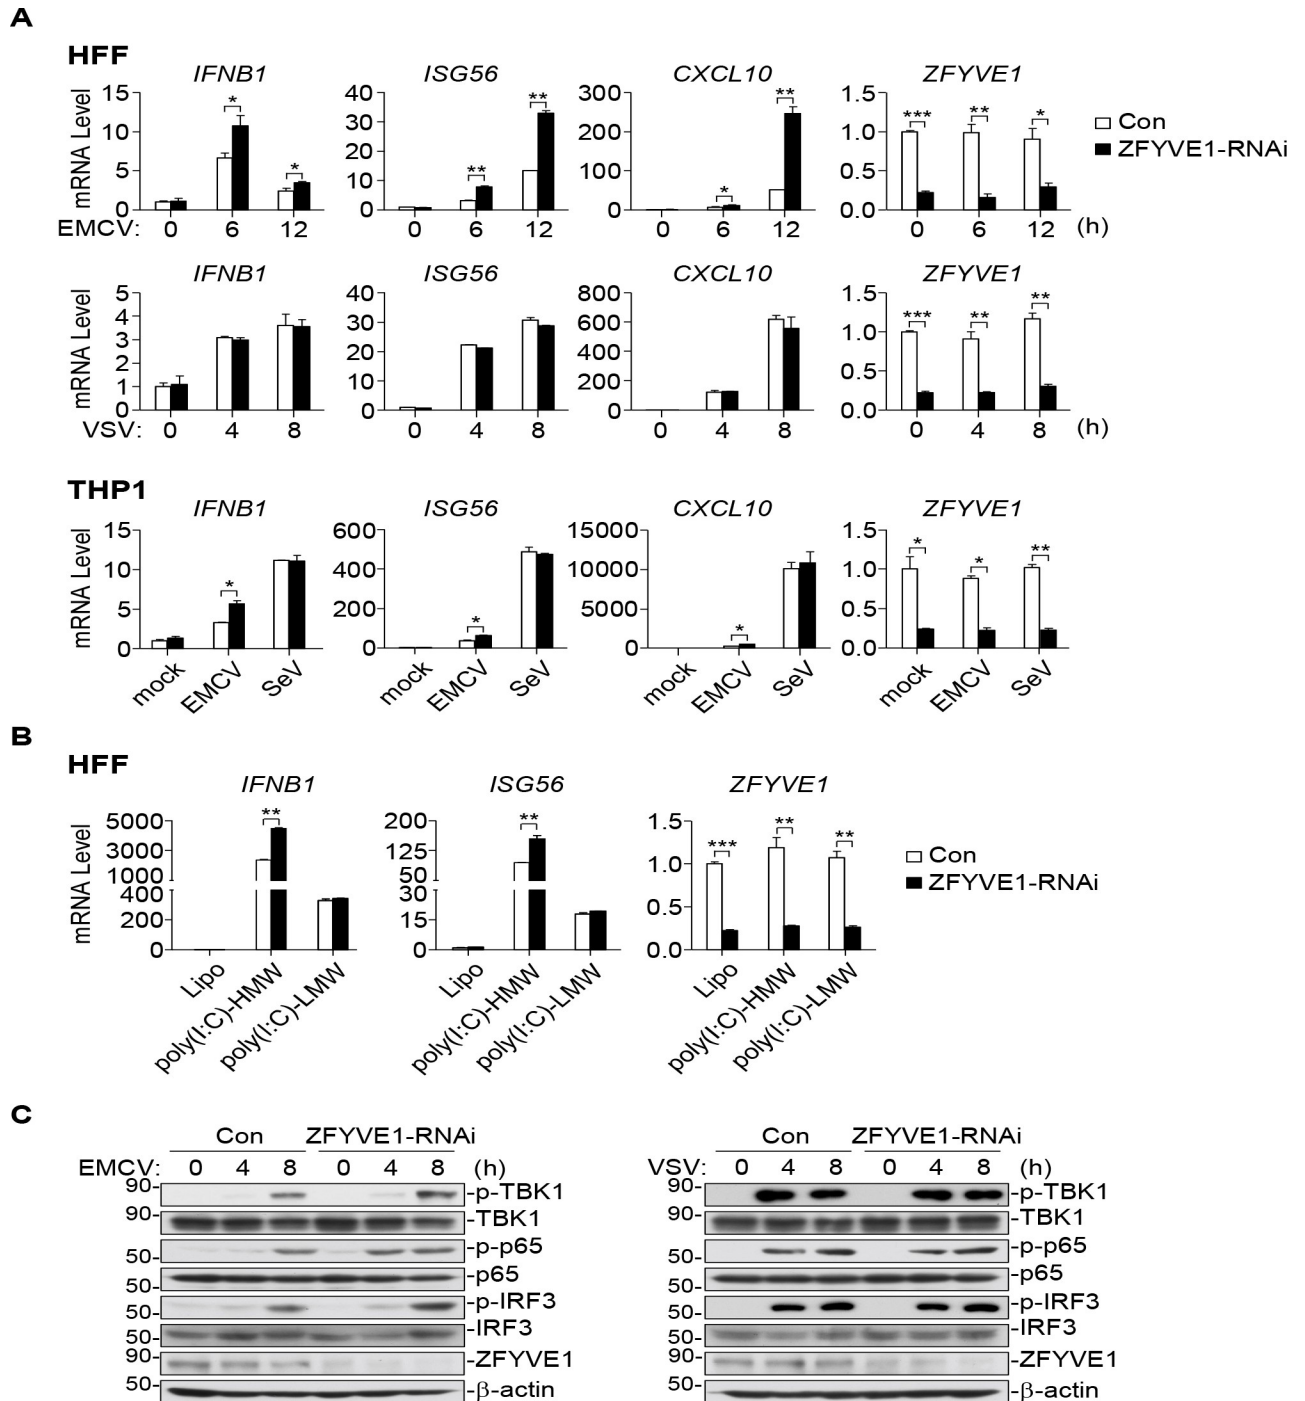 A
HFF
IFNB1 ISG56 CXCL10 ZFYVE1
15 40 300 1.5
** ** *** ** *
* 30 Con
10 200 1.0 ZFYVE1-RNAi
mRNA Level 20 **
5 * 10 100 * 0.5
0 0 0 0.0
EMCV: 0 6 12 0 6 12 0 6 12 0 6 12 (h)
IFNB1 ISG56 CXCL10 ZFYVE1
5 40 800 1.5 **
4 30 600 *** **
mRNA Level 3 20 400 1.0
2 10 200 0.5
1
0 0 0 0.0
VSV: 0 4 8 0 4 8 0 4 8 0 4 8 (h)
THP1
IFNB1 ISG56 CXCL10 ZFYVE1
15 600 15000 1.5
* * **
10 400 10000 1.0
mRNA Level * 5 200 * 5000 * 0.5
0 0 0 0.0
mock EMCV SeV mock EMCV SeV mock EMCV SeV mock EMCV SeV
B
HFF
IFNB1 ISG56 ZFYVE1
5000 ** 200 ** 1.5 *** ** **
3000 125 1.0 Con
1000 50 ZFYVE1-RNAi
mRNA Level 400 30 0.5
200 15
0 0 0.0
Lipo poly(I:C)-HMW poly(I:C)-LMW Lipo poly(I:C)-HMW poly(I:C)-LMW Lipo poly(I:C)-HMW poly(I:C)-LMW
C
Con ZFYVE1-RNAi Con ZFYVE1-RNAi
EMCV: 0 4 8 0 4 8 (h) VSV: 0 4 8 0 4 8 (h)
90- -p-TBK1 90- -p-TBK1
90- -TBK1 90- -TBK1
50- -p-p65 50- -p-p65
50- -p65 50- -p65
50- -p-IRF3 50- -p-IRF3
50- -IRF3 50- -IRF3
90- -ZFYVE1 90- -ZFYVE1
50- -β-actin 50- -β-actin